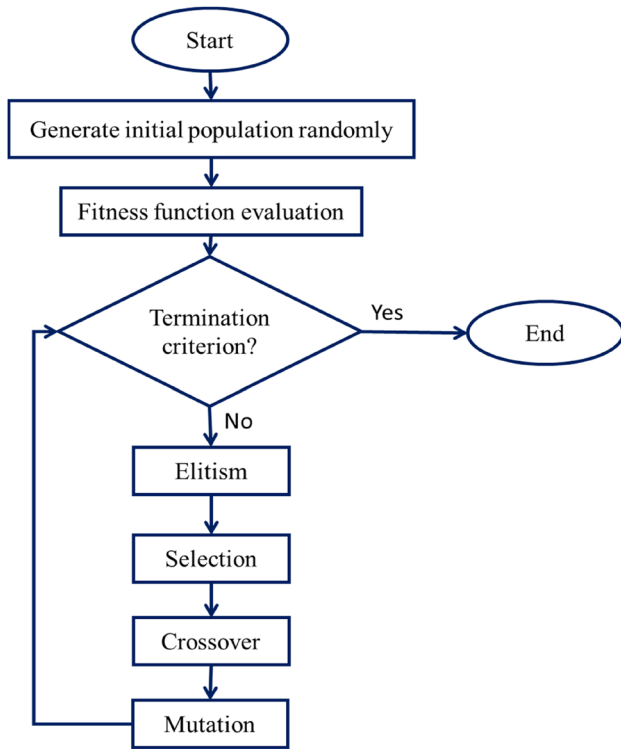 Start
Generate initial population randomly
Fitness function evaluation
Termination
criterion?
Yes
End
No
Elitism
Selection
Crossover
Mutation